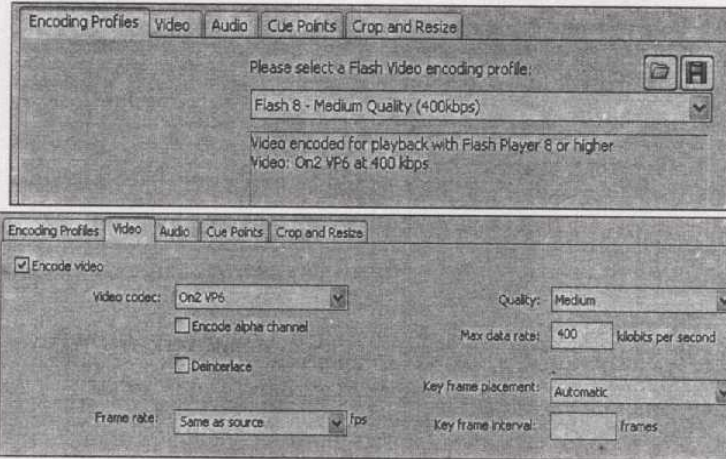 Encoding Profiles Video Audio Cue Points Crop and Resize
Please select a Flash Video encoding profile:
Flash 8 - Medium Quality (400kbps)
Video encoded for playback with Flash Player 8 or higher
Video: On2 VP6 at 400 kbps
Encoding Profiles Video Audio Cue Points Crop and Resize
Encode video
Video codec: On2 VP6 Quality: Medium
Encode alpha channel Max data rate: 400 kilobits per second
Deinterlace
Key frame placement: Automatic
Frame rate: Same as source fps Key frame interval: frames